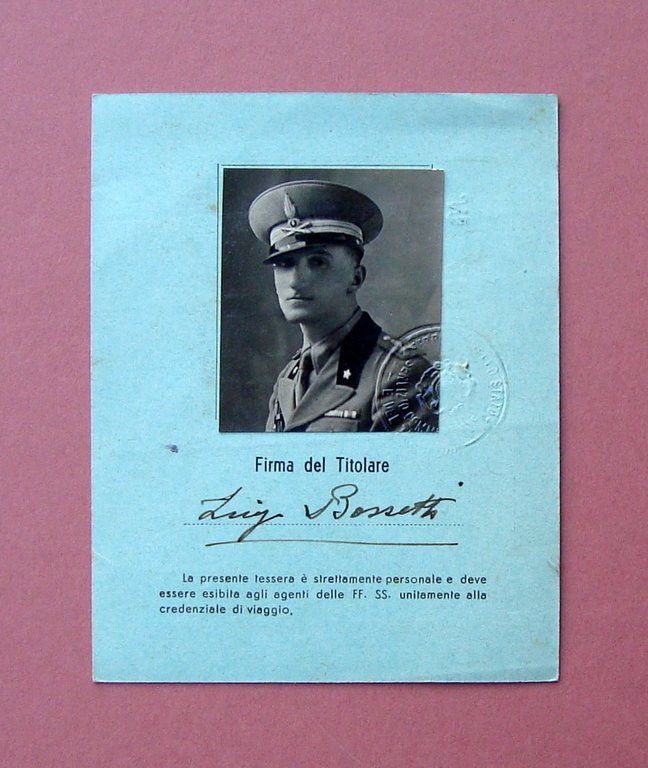 Firma del Titolare
Luigi Bossetti
La presente tessera è strettamente personale e deve
essere esibita agli agenti delle FF. SS. unitamente alla
credenziale di viaggio.